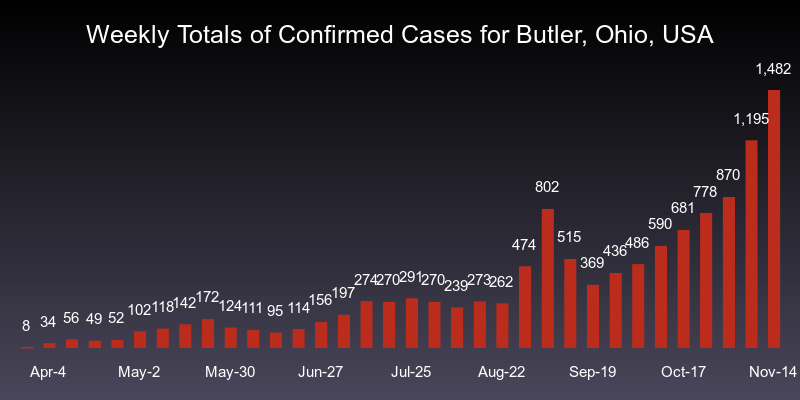 Weekly Totals of Confirmed Cases for Butler, Ohio, USA
8 34 56 49 52 102 118 142 172 124 111 95 114 156 197 274 270 291 270 239 273 262 474 802 515 369 436 486 590 681 778 870 1,195 1,482
Apr-4 May-2 May-30 Jun-27 Jul-25 Aug-22 Sep-19 Oct-17 Nov-14